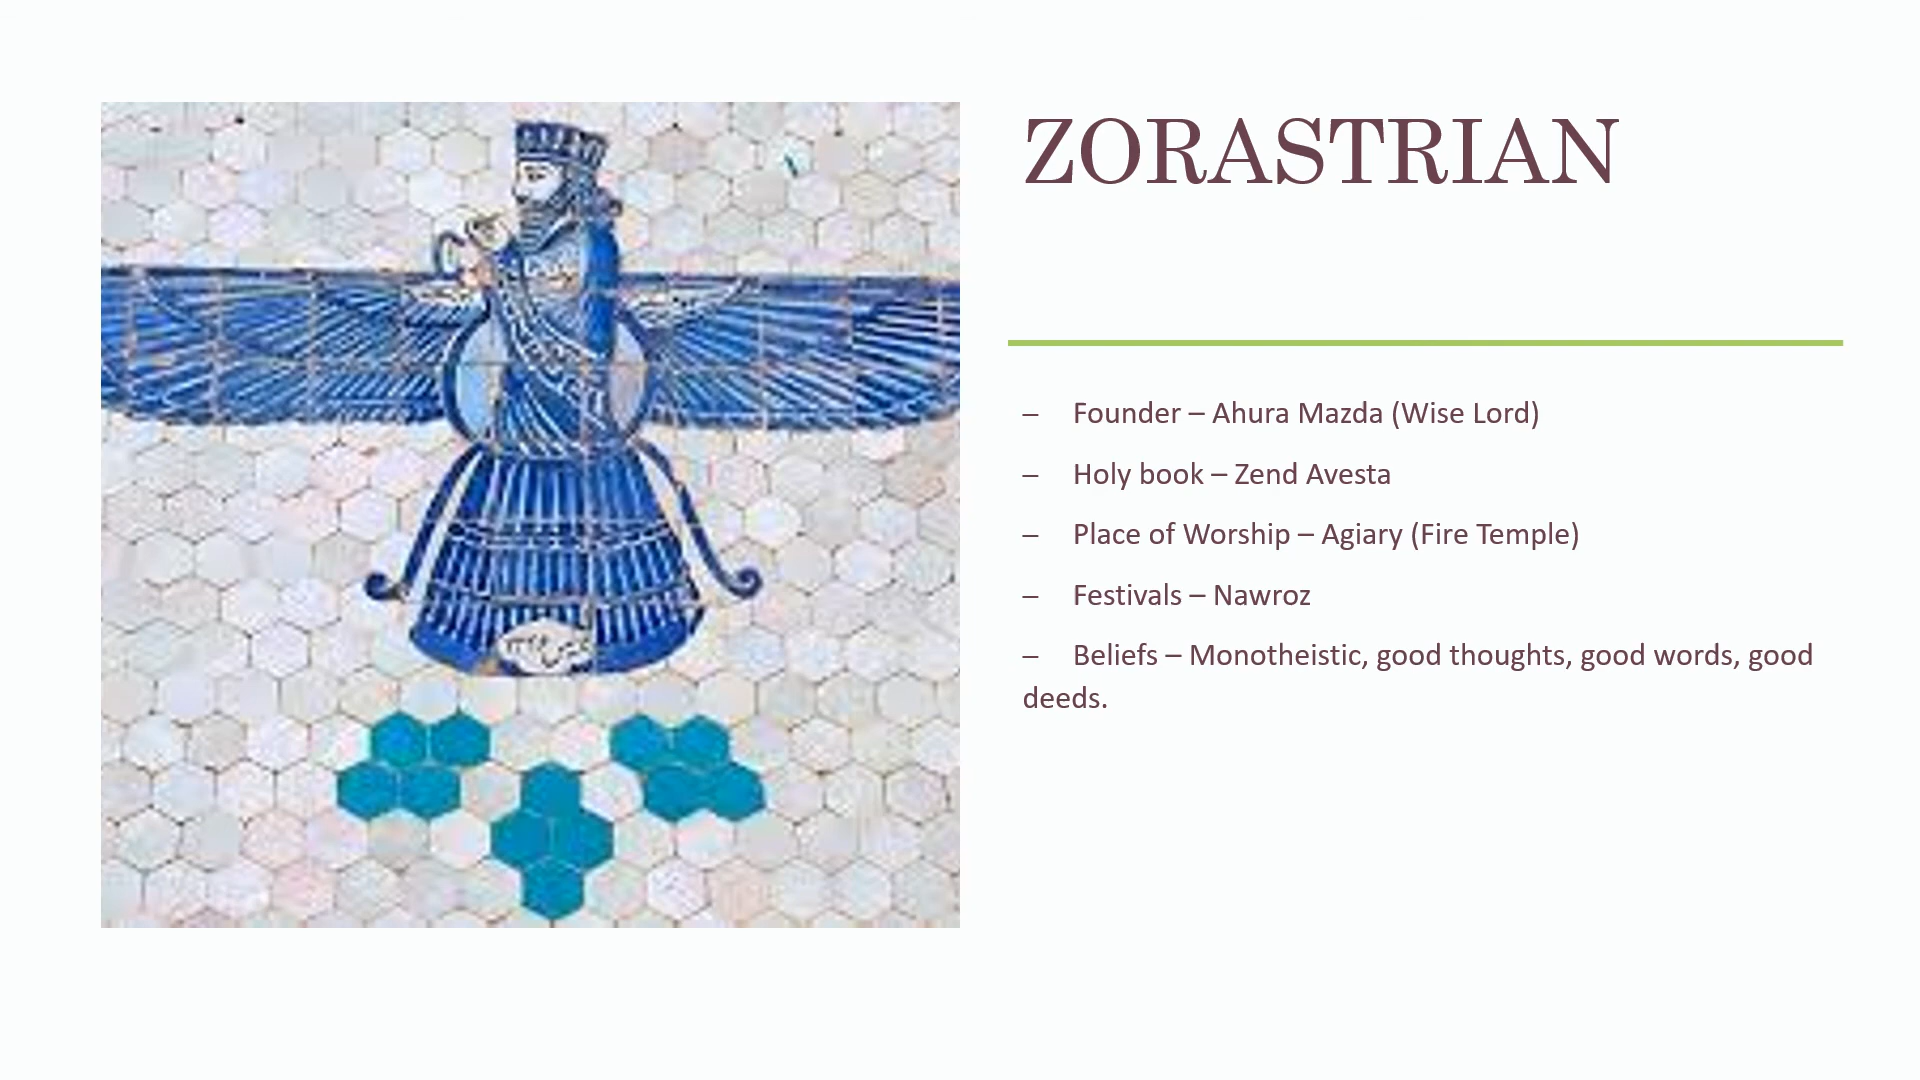 ZORASTRIAN
– Founder – Ahura Mazda (Wise Lord)
– Holy book – Zend Avesta
– Place of Worship – Agiary (Fire Temple)
– Festivals – Nawroz
– Beliefs – Monotheistic, good thoughts, good words, good
deeds.